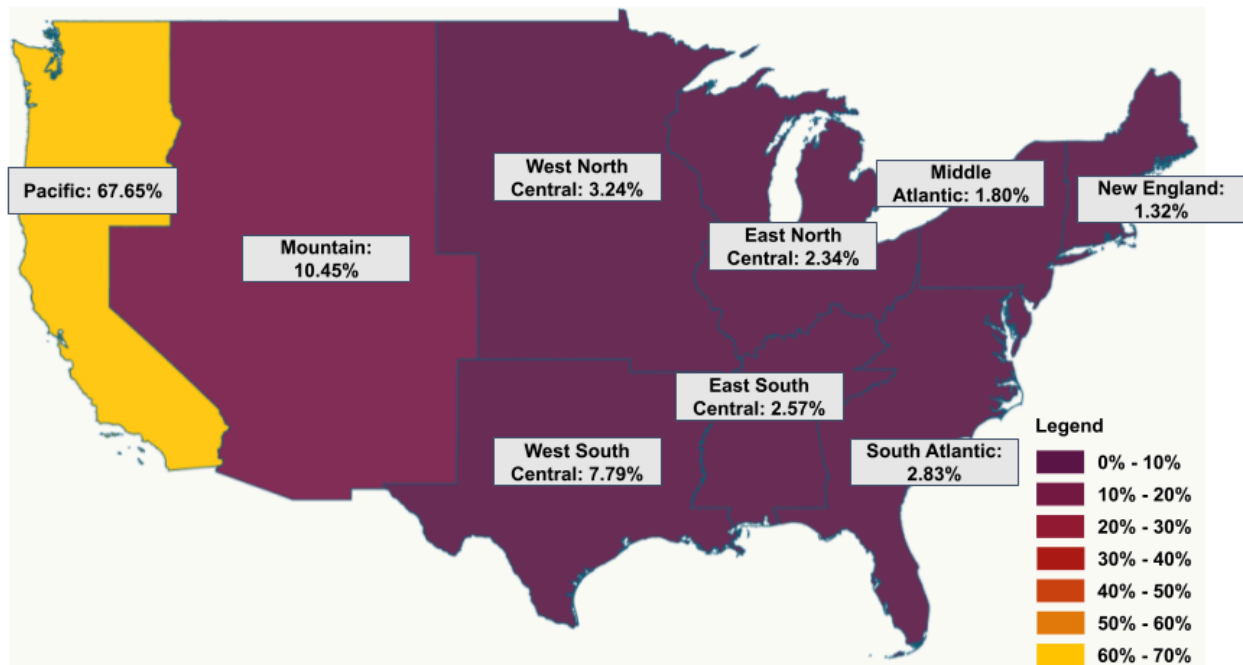 West North
Central: 3.24%
Middle
Atlantic: 1.80%
Pacific: 67.65%
New England:
1.32%
Mountain:
10.45%
East North
Central: 2.34%
East South
Central: 2.57%
West South
Central: 7.79%
South Atlantic:
2.83%
Legend
0% - 10%
10% - 20%
20% - 30%
30% - 40%
40% - 50%
50% - 60%
60% - 70%